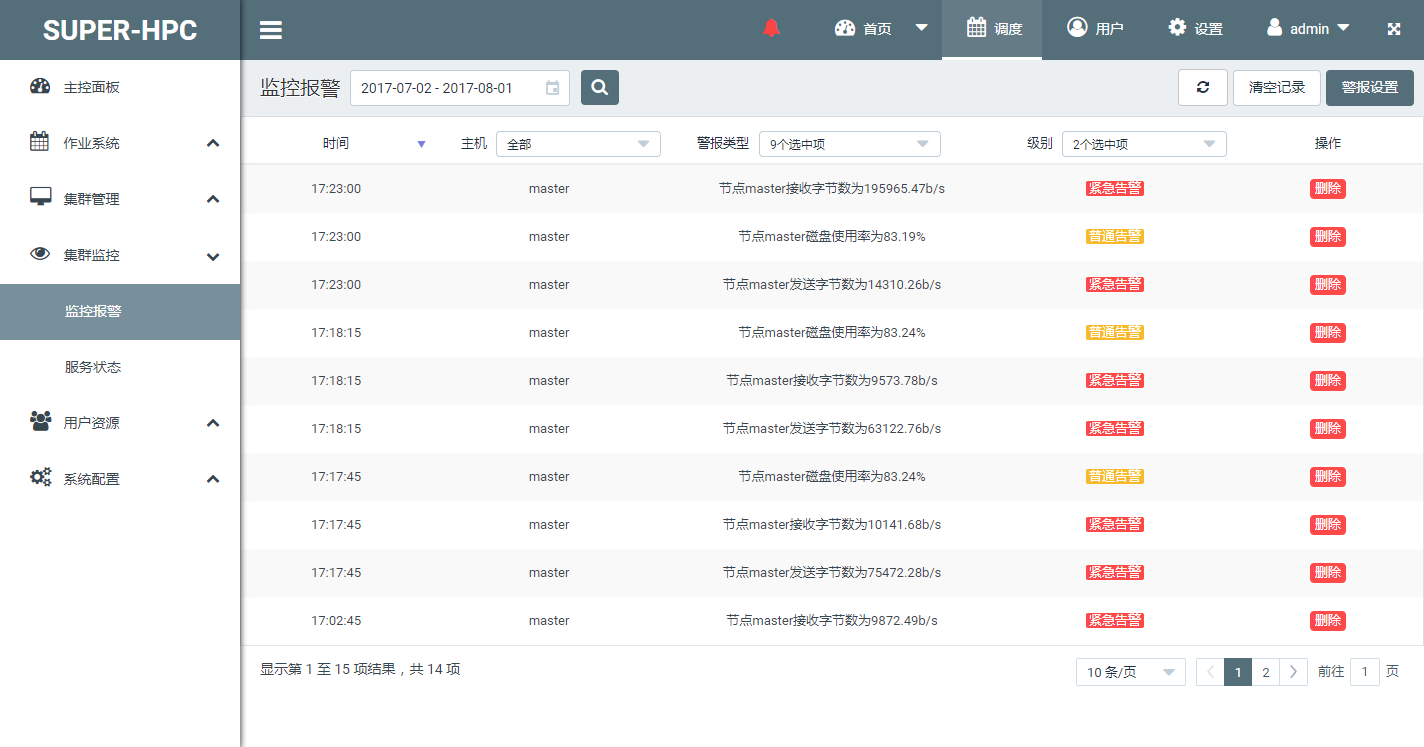 SUPER-HPC
首页
调度
用户
设置
admin
主控面板
作业系统
集群管理
集群监控
监控报警
服务状态
用户资源
系统配置
监控报警 2017-07-02 - 2017-08-01 清空记录 警报设置
时间 主机 全部 警报类型 9个选中项 级别 2个选中项 操作
17:23:00 master 节点master接收字节数为195965.47b/s 紧急告警 删除
17:23:00 master 节点master磁盘使用率为83.19% 普通告警 删除
17:23:00 master 节点master发送字节数为14310.26b/s 紧急告警 删除
17:18:15 master 节点master磁盘使用率为83.24% 普通告警 删除
17:18:15 master 节点master接收字节数为9573.78b/s 紧急告警 删除
17:18:15 master 节点master发送字节数为63122.76b/s 紧急告警 删除
17:17:45 master 节点master磁盘使用率为83.24% 普通告警 删除
17:17:45 master 节点master接收字节数为10141.68b/s 紧急告警 删除
17:17:45 master 节点master发送字节数为75472.28b/s 紧急告警 删除
17:02:45 master 节点master接收字节数为9872.49b/s 紧急告警 删除
显示第 1 至 15 项结果，共 14 项 10 条/页 1 2 前往 1 页